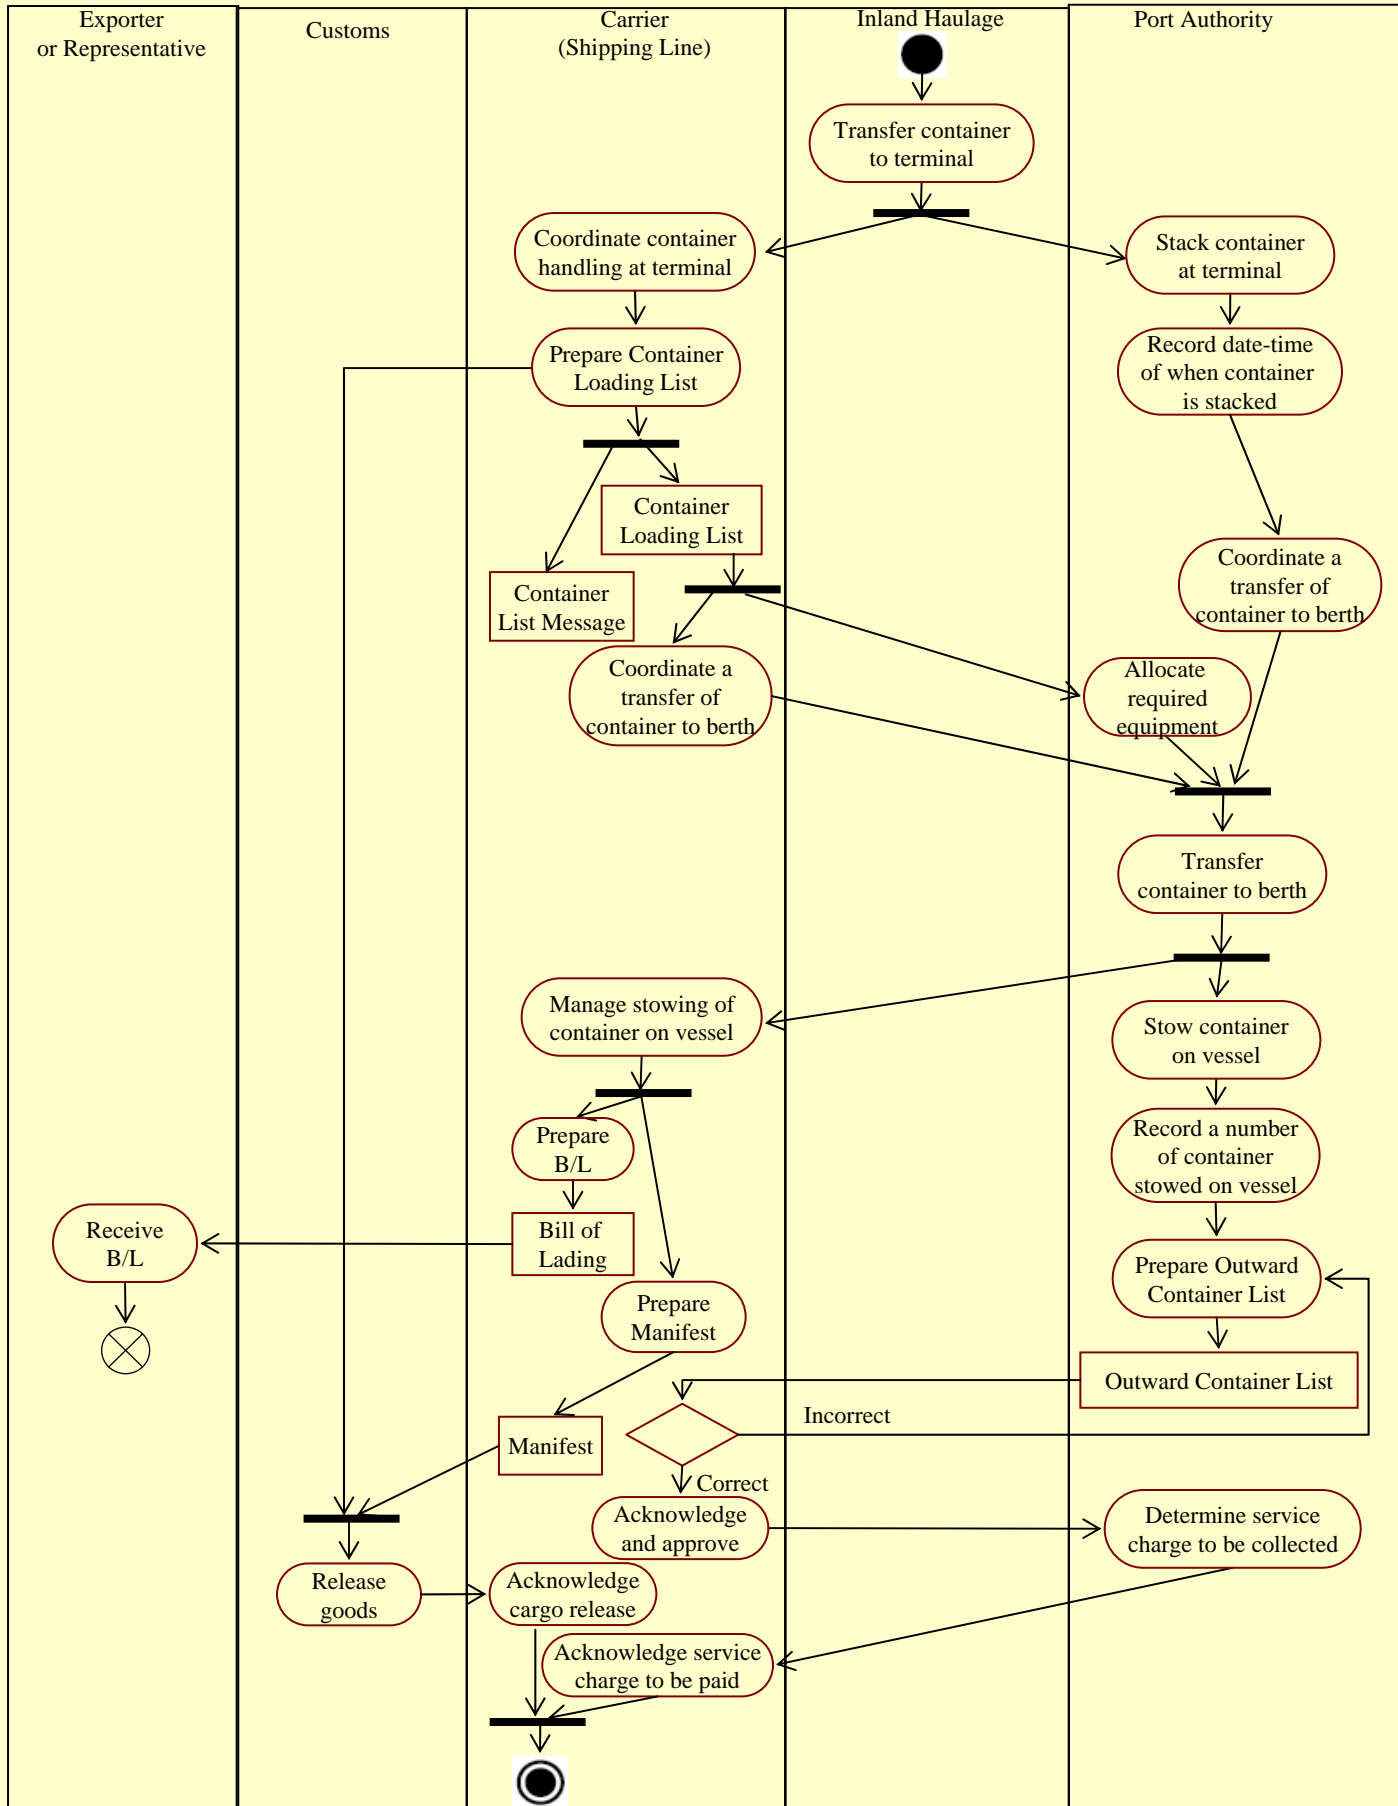 Exporter
or Representative
Customs
Carrier
(Shipping Line)
Inland Haulage
Port Authority
Transfer container
to terminal
Coordinate container
handling at terminal
Stack container
at terminal
Prepare Container
Loading List
Record date-time
of when container
is stacked
Container
Loading List
Container
List Message
Coordinate a
transfer of
container to berth
Coordinate a
transfer of
container to berth
Allocate
required
equipment
Transfer
container to berth
Manage stowing of
container on vessel
Stow container
on vessel
Prepare
B/L
Record a number
of container
stowed on vessel
Receive
B/L
Bill of
Lading
Prepare Outward
Container List
Prepare
Manifest
Outward Container List
Incorrect
Manifest
Correct
Acknowledge
and approve
Determine service
charge to be collected
Release
goods
Acknowledge
cargo release
Acknowledge service
charge to be paid